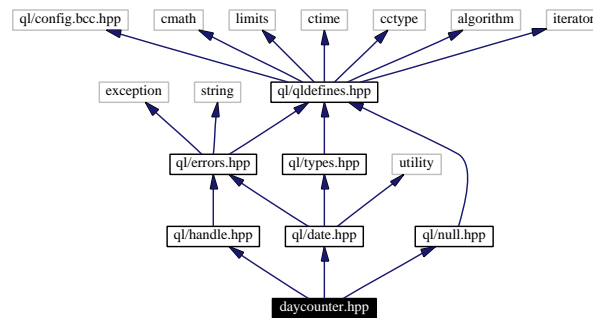 ql/config.bcc.hpp cmath limits ctime cctype algorithm iterator
exception string ql/qldefines.hpp
ql/errors.hpp ql/types.hpp utility
ql/handle.hpp ql/date.hpp ql/null.hpp
daycounter.hpp